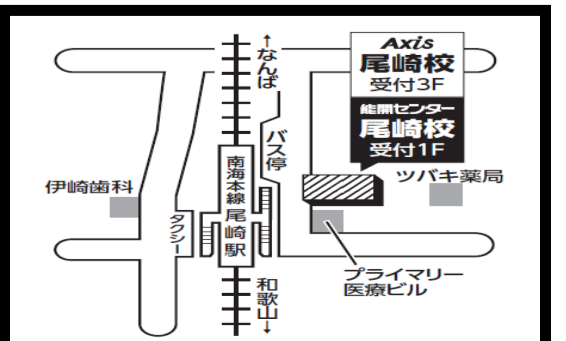 Axis
尾崎校
受付3F
能開センター
尾崎校
受付1F
←なんば
バス停
南海本線
尾崎駅
伊崎歯科
タクシー
ツバキ薬局
プライマリー
医療ビル
和歌山→